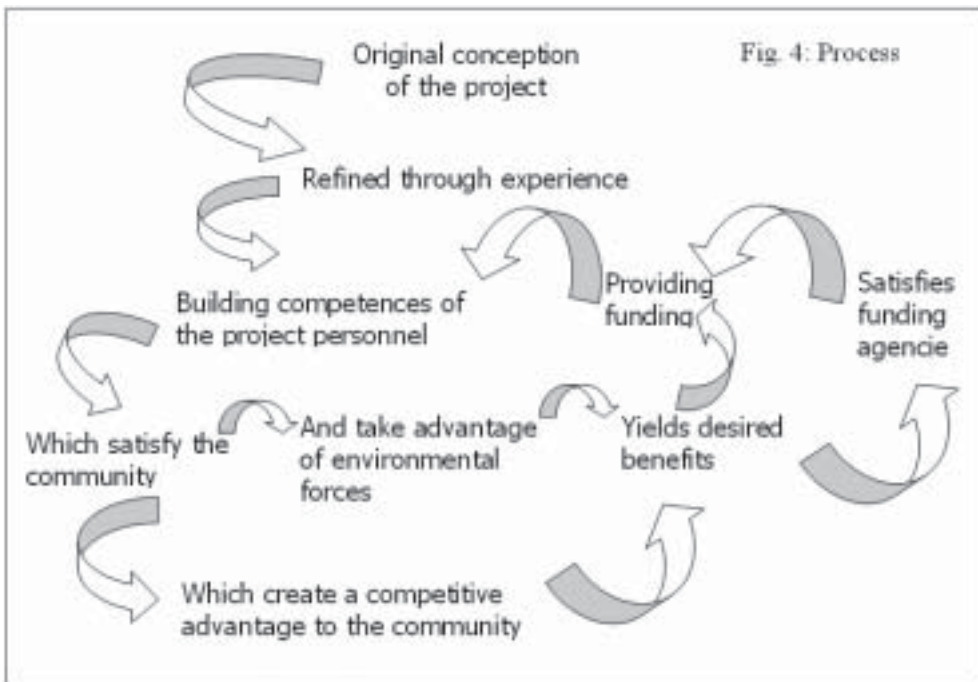 Original conception
of the project
Fig. 4: Process
Refined through experience
Building competences of
the project personnel
Providing
funding
Satisfies
funding
agencie
Which satisfy the
community
And take advantage
of environmental
forces
Yields desired
benefits
Which create a competitive
advantage to the community